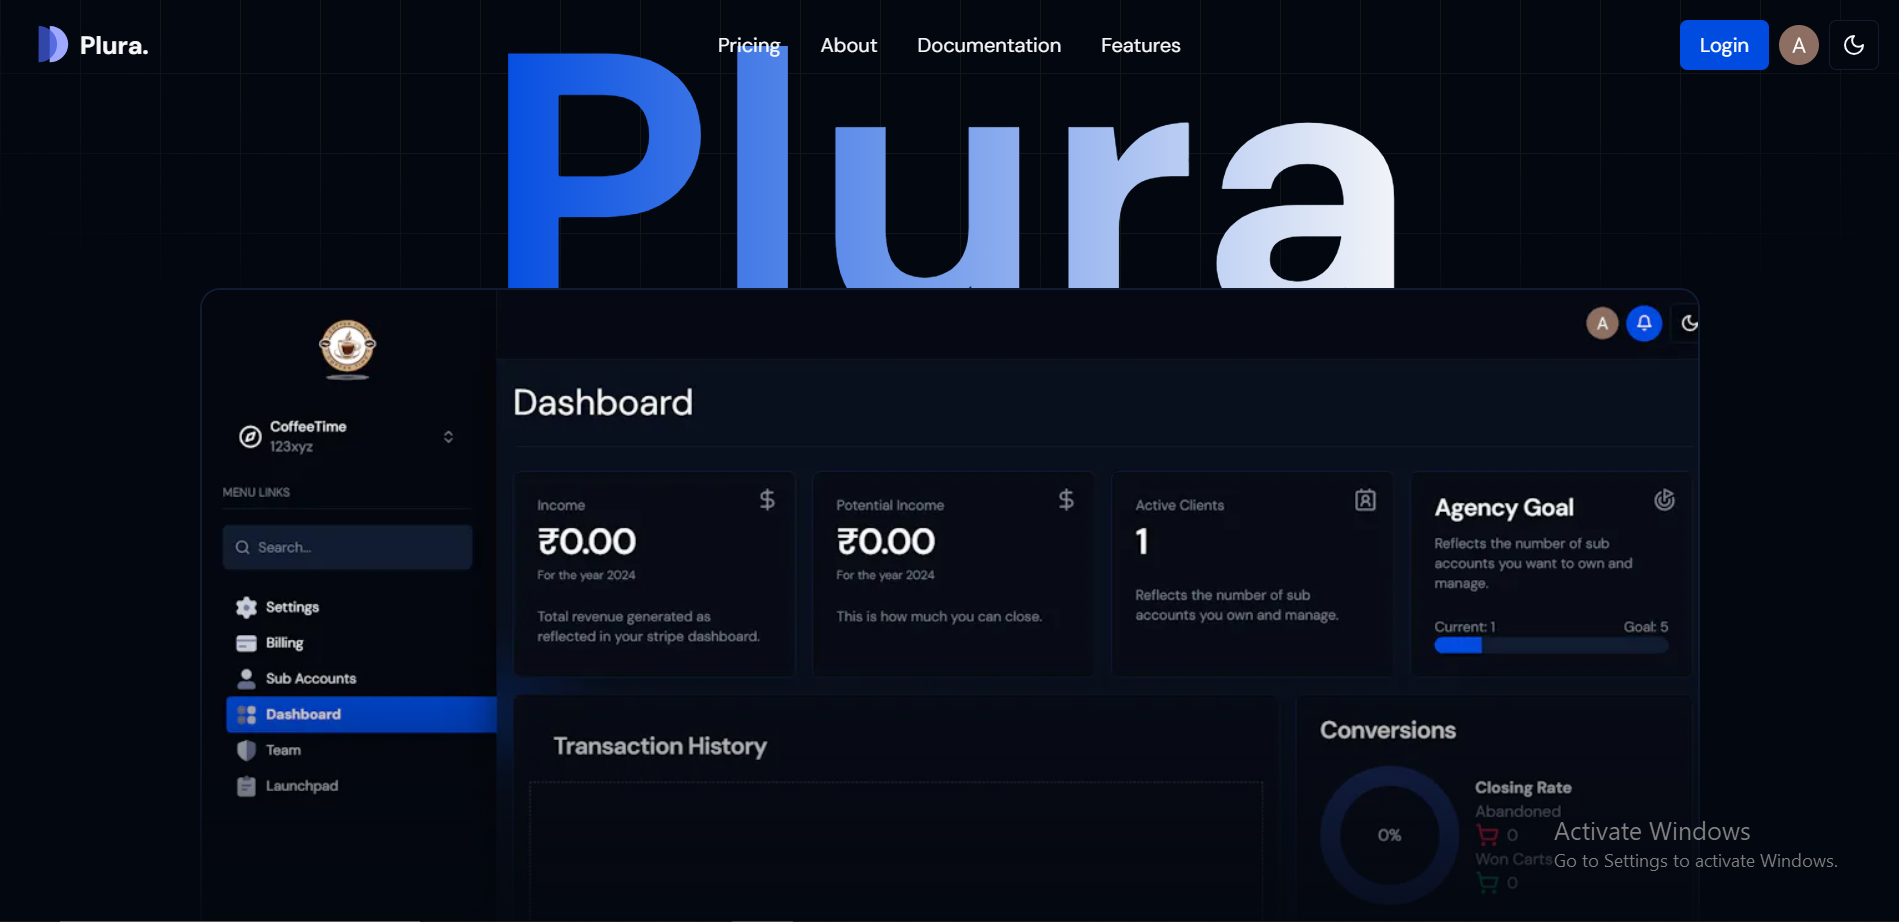 Plura.
Pricing
About
Documentation
Features
Login
A
Plura
A
CoffeeTime
123xyz
MENU LINKS
Search...
Settings
Billing
Sub Accounts
Dashboard
Team
Launchpad
Dashboard
Income
₹0.00
For the year 2024
Total revenue generated as
reflected in your stripe dashboard.
Potential Income
₹0.00
For the year 2024
This is how much you can close.
Active Clients
1
Reflects the number of sub
accounts you own and manage.
Agency Goal
Reflects the number of sub
accounts you want to own and
manage.
Current: 1
Goal: 5
Transaction History
Conversions
0%
Closing Rate
Abandoned
0
Won Carts
0
Activate Windows
Go to Settings to activate Windows.